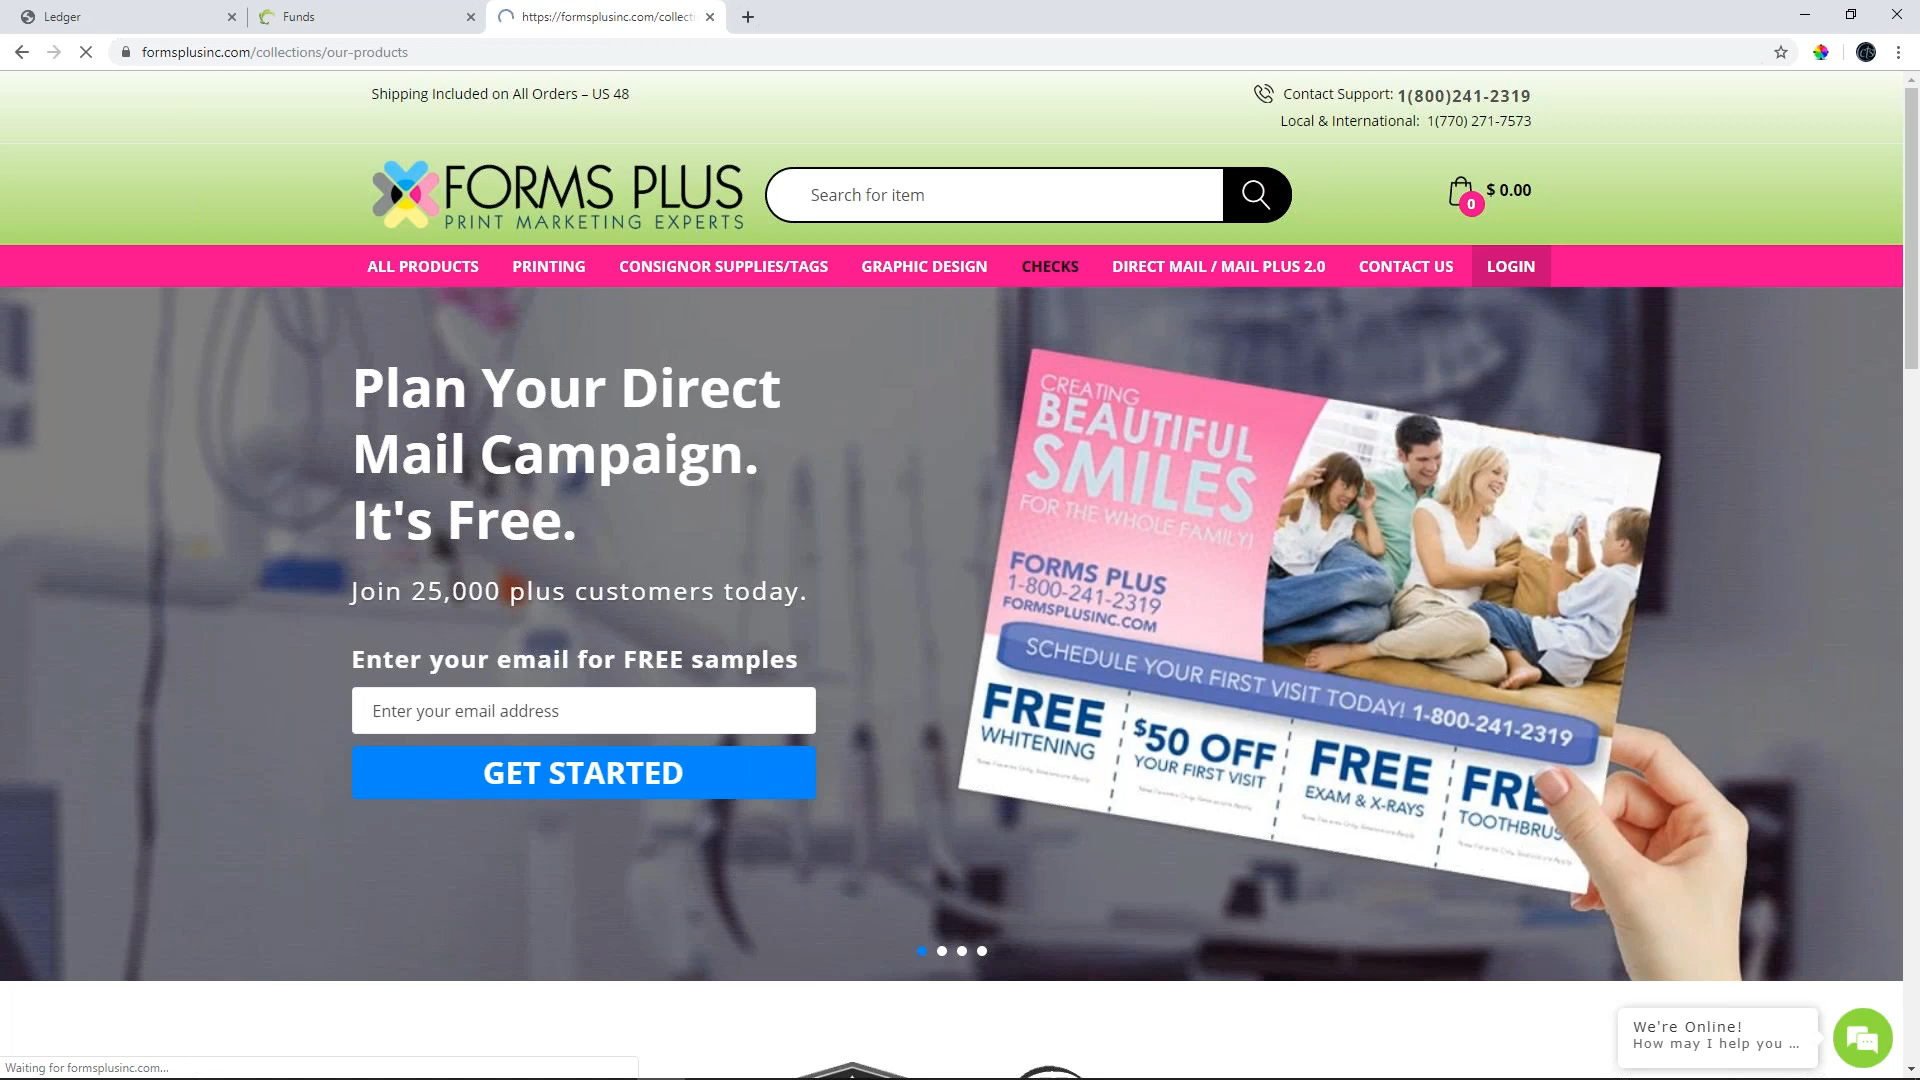 Ledger
Funds
https://formsplusinc.com/collecti
formsplusinc.com/collections/our-products
Shipping Included on All Orders – US 48
Contact Support: 1(800)241-2319
Local & International: 1(770) 271-7573
FORMS PLUS
PRINT MARKETING EXPERTS
Search for item
0
$ 0.00
ALL PRODUCTS
PRINTING
CONSIGNOR SUPPLIES/TAGS
GRAPHIC DESIGN
CHECKS
DIRECT MAIL / MAIL PLUS 2.0
CONTACT US
LOGIN
Plan Your Direct
Mail Campaign.
It's Free.
Join 25,000 plus customers today.
Enter your email for FREE samples
Enter your email address
GET STARTED
CREATING
BEAUTIFUL
SMILES
FOR THE WHOLE FAMILY!
FORMS PLUS
1-800-241-2319
FORMSPLUSINC.COM
SCHEDULE YOUR FIRST VISIT TODAY! 1-800-241-2319
FREE
WHITENING
$50 OFF
YOUR FIRST VISIT
FREE
EXAM & X-RAYS
FRE
TOOTHBRUS
We're Online!
How may I help you ...
Waiting for formsplusinc.com...